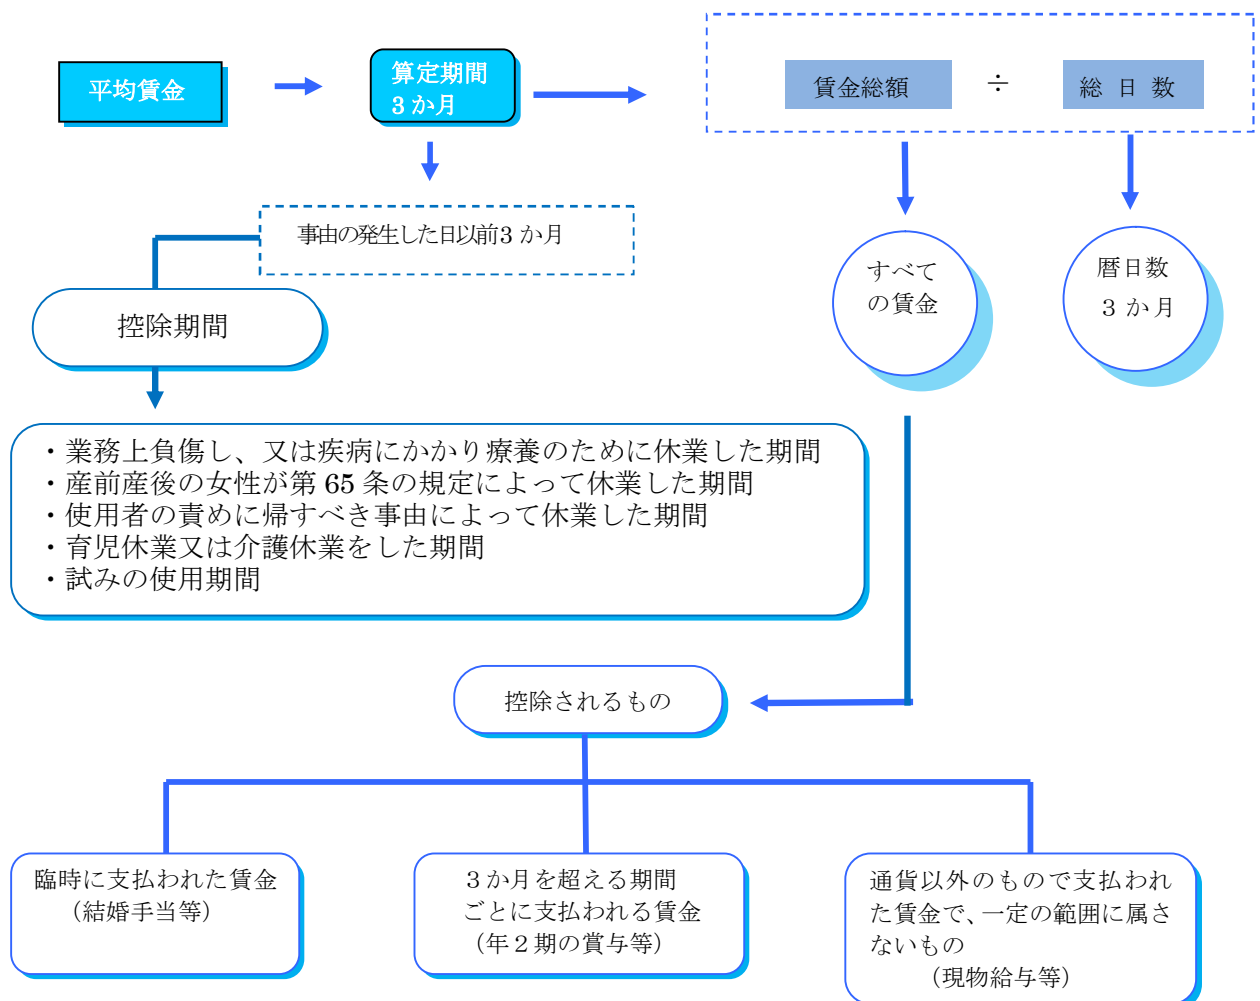 平均賃金
算定期間
3か月
賃金総額 ÷ 総日数
事由の発生した日以前3か月
控除期間
すべて
の賃金
暦日数
3か月
・業務上負傷し、又は疾病にかかり療養のために休業した期間
・産前産後の女性が第65条の規定によって休業した期間
・使用者の責めに帰すべき事由によって休業した期間
・育児休業又は介護休業をした期間
・試みの使用期間
控除されるもの
臨時に支払われた賃金
(結婚手当等)
3か月を超える期間
ごとに支払われる賃金
(年2期の賞与等)
通貨以外のもので支払われ
た賃金で、一定の範囲に属さ
ないもの
(現物給与等)